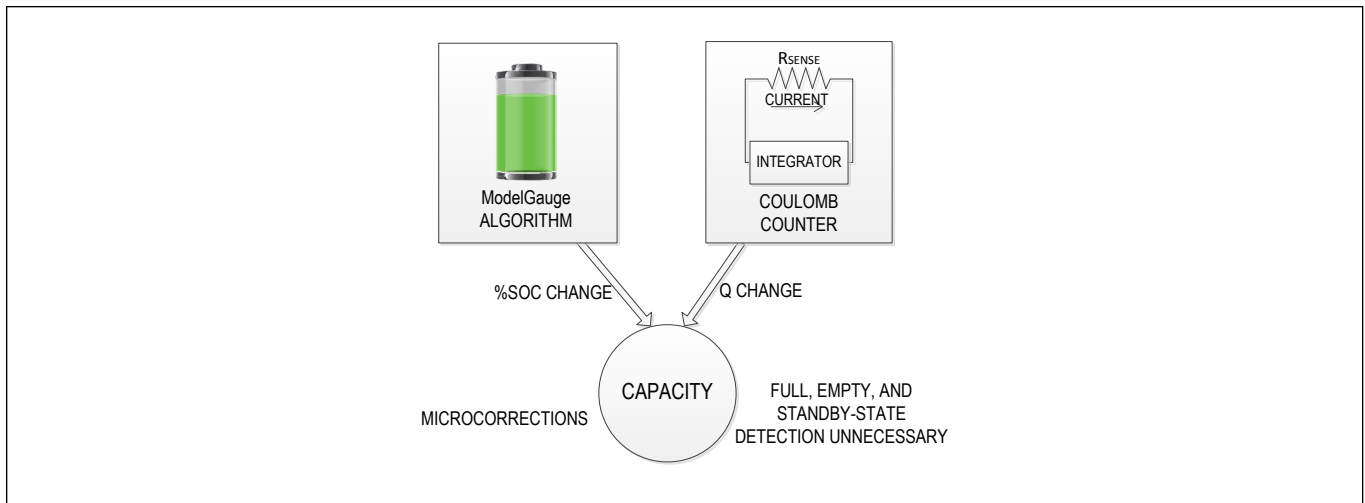 RSENSE
CURRENT
INTEGRATOR
ModelGauge
ALGORITHM
COULOMB
COUNTER
%SOC CHANGE
Q CHANGE
CAPACITY
MICROCORRECTIONS
FULL, EMPTY, AND
STANDBY-STATE
DETECTION UNNECESSARY